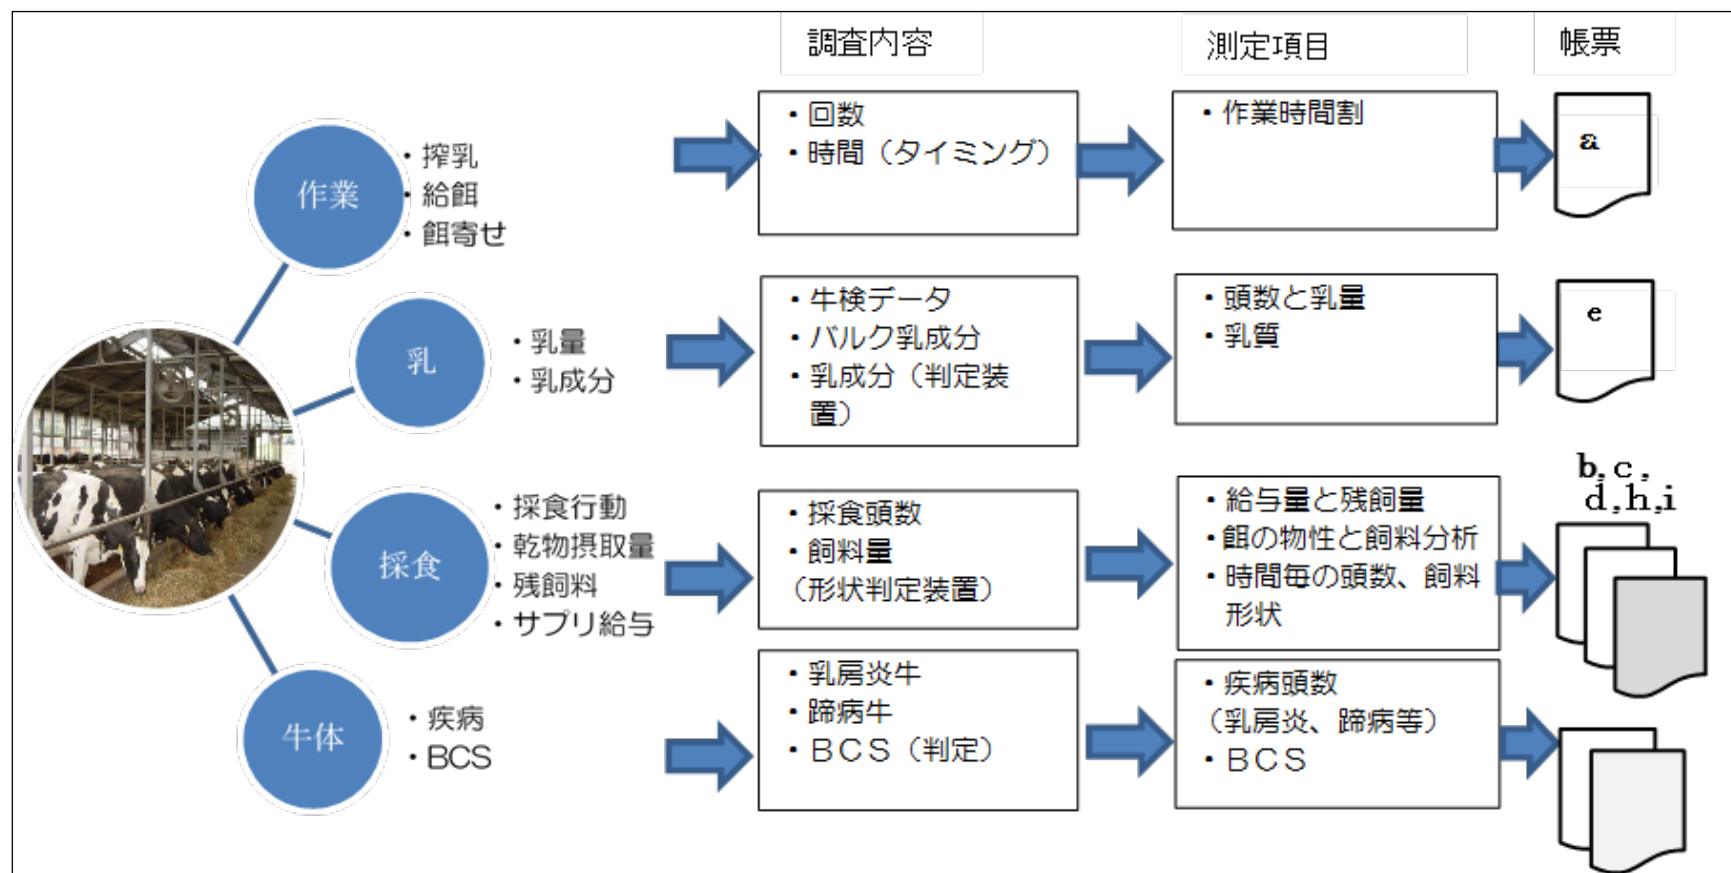 調査内容
測定項目
帳票
作業
・搾乳
・給餌
・餌寄せ
・回数
・時間（タイミング）
・作業時間割
a
乳
・乳量
・乳成分
・牛検データ
・バルク乳成分
・乳成分（判定装
置）
・頭数と乳量
・乳質
e
採食
・採食行動
・乾物摂取量
・残飼料
・サプリ給与
・採食頭数
・飼料量
（形状判定装置）
・給与量と残飼量
・餌の物性と飼料分析
・時間毎の頭数、飼料
形状
b,c,
d,h,i
牛体
・疾病
・BCS
・乳房炎牛
・蹄病牛
・ＢＣＳ（判定）
・疾病頭数
（乳房炎、蹄病等）
・ＢＣＳ